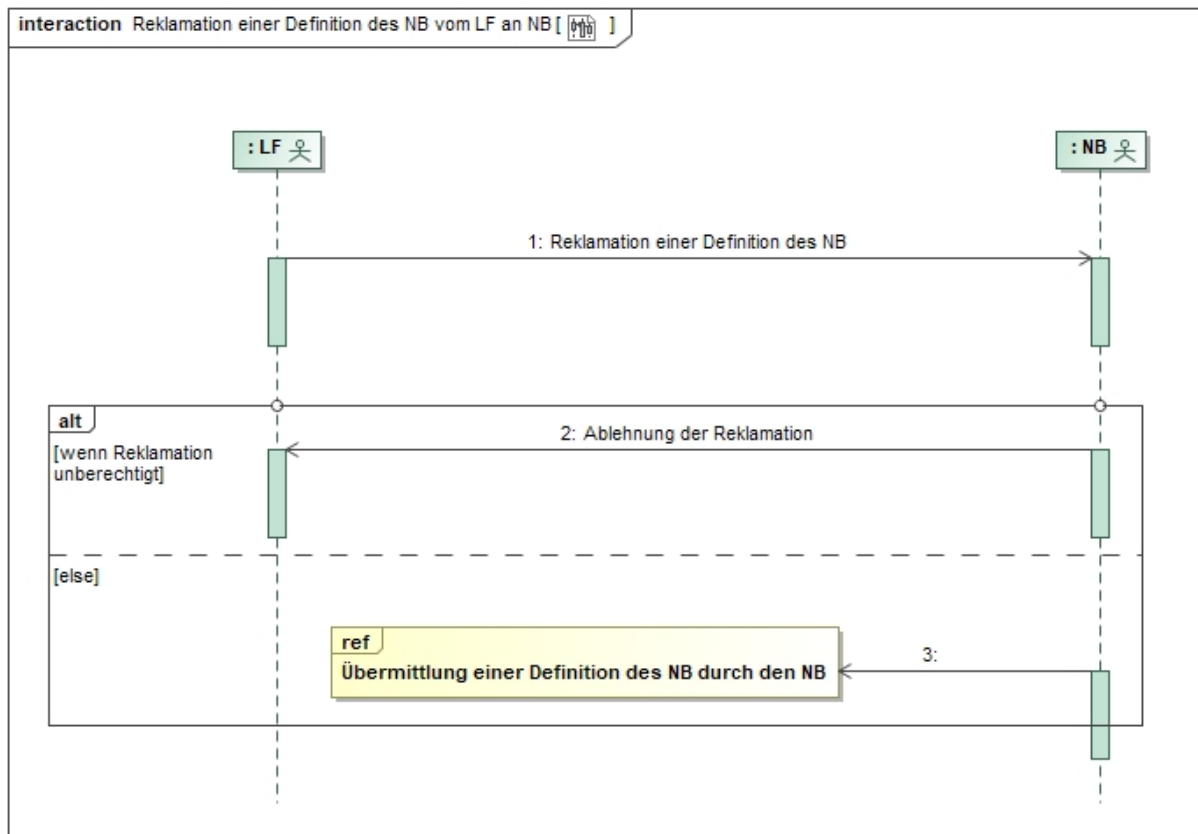 interaction Reklamation einer Definition des NB vom LF an NB [ ]
: LF
: NB
1: Reklamation einer Definition des NB
alt
[wenn Reklamation
unberechtigt]
2: Ablehnung der Reklamation
[else]
ref
Übermittlung einer Definition des NB durch den NB
3: